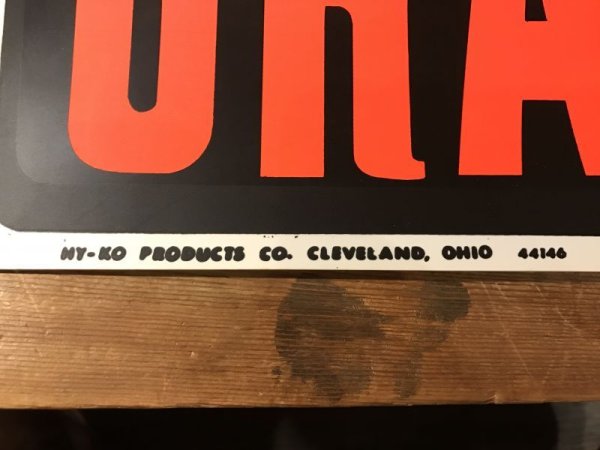 URA
HY-KO PRODUCTS CO. CLEVELAND, OHIO 44146